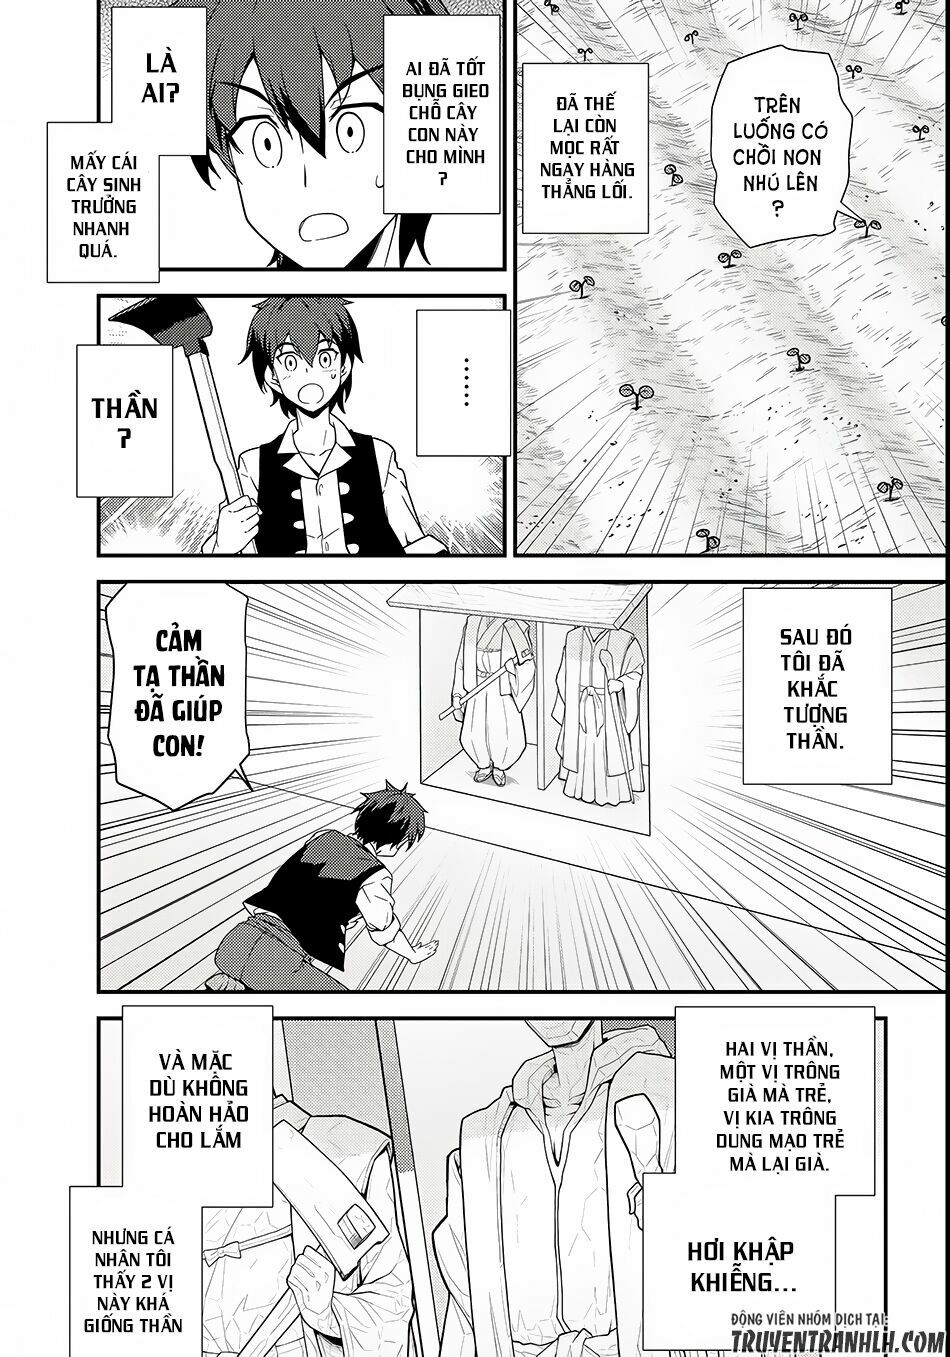 TRÊN
LUỐNG CÓ
CHỒI NON
NHÚ LÊN
?
ĐÃ THẾ
LẠI CÒN
MỌC RẤT
NGAY HÀNG
THẲNG LỐI.
AI ĐÃ TỐT
BỤNG GIEO
CHỖ CÂY
CON NÀY
CHO MÌNH
?
LÀ
AI?
MẤY CÁI
CÂY SINH
TRƯỞNG
NHANH
QUÁ.
......
THẦN
?
SAU ĐÓ
TÔI ĐÃ
KHẮC
TƯỢNG
THẦN.
CẢM
TẠ THẦN
ĐÃ GIÚP
CON!
HAI VỊ THẦN,
MỘT VỊ TRÔNG
GIÀ MÀ TRẺ,
VỊ KIA TRÔNG
DUNG MẠO TRẺ
MÀ LẠI GIÀ.
HƠI KHẬP
KHIỄNG...
VÀ MẶC
DÙ KHÔNG
HOÀN HẢO
CHO LẮM
NHƯNG CÁ
NHÂN TÔI
THẤY 2 VỊ
NÀY KHÁ
GIỐNG THẦN
ĐỘNG VIÊN NHÓM DỊCH TẠI:
TRUYENTRANHLH.COM